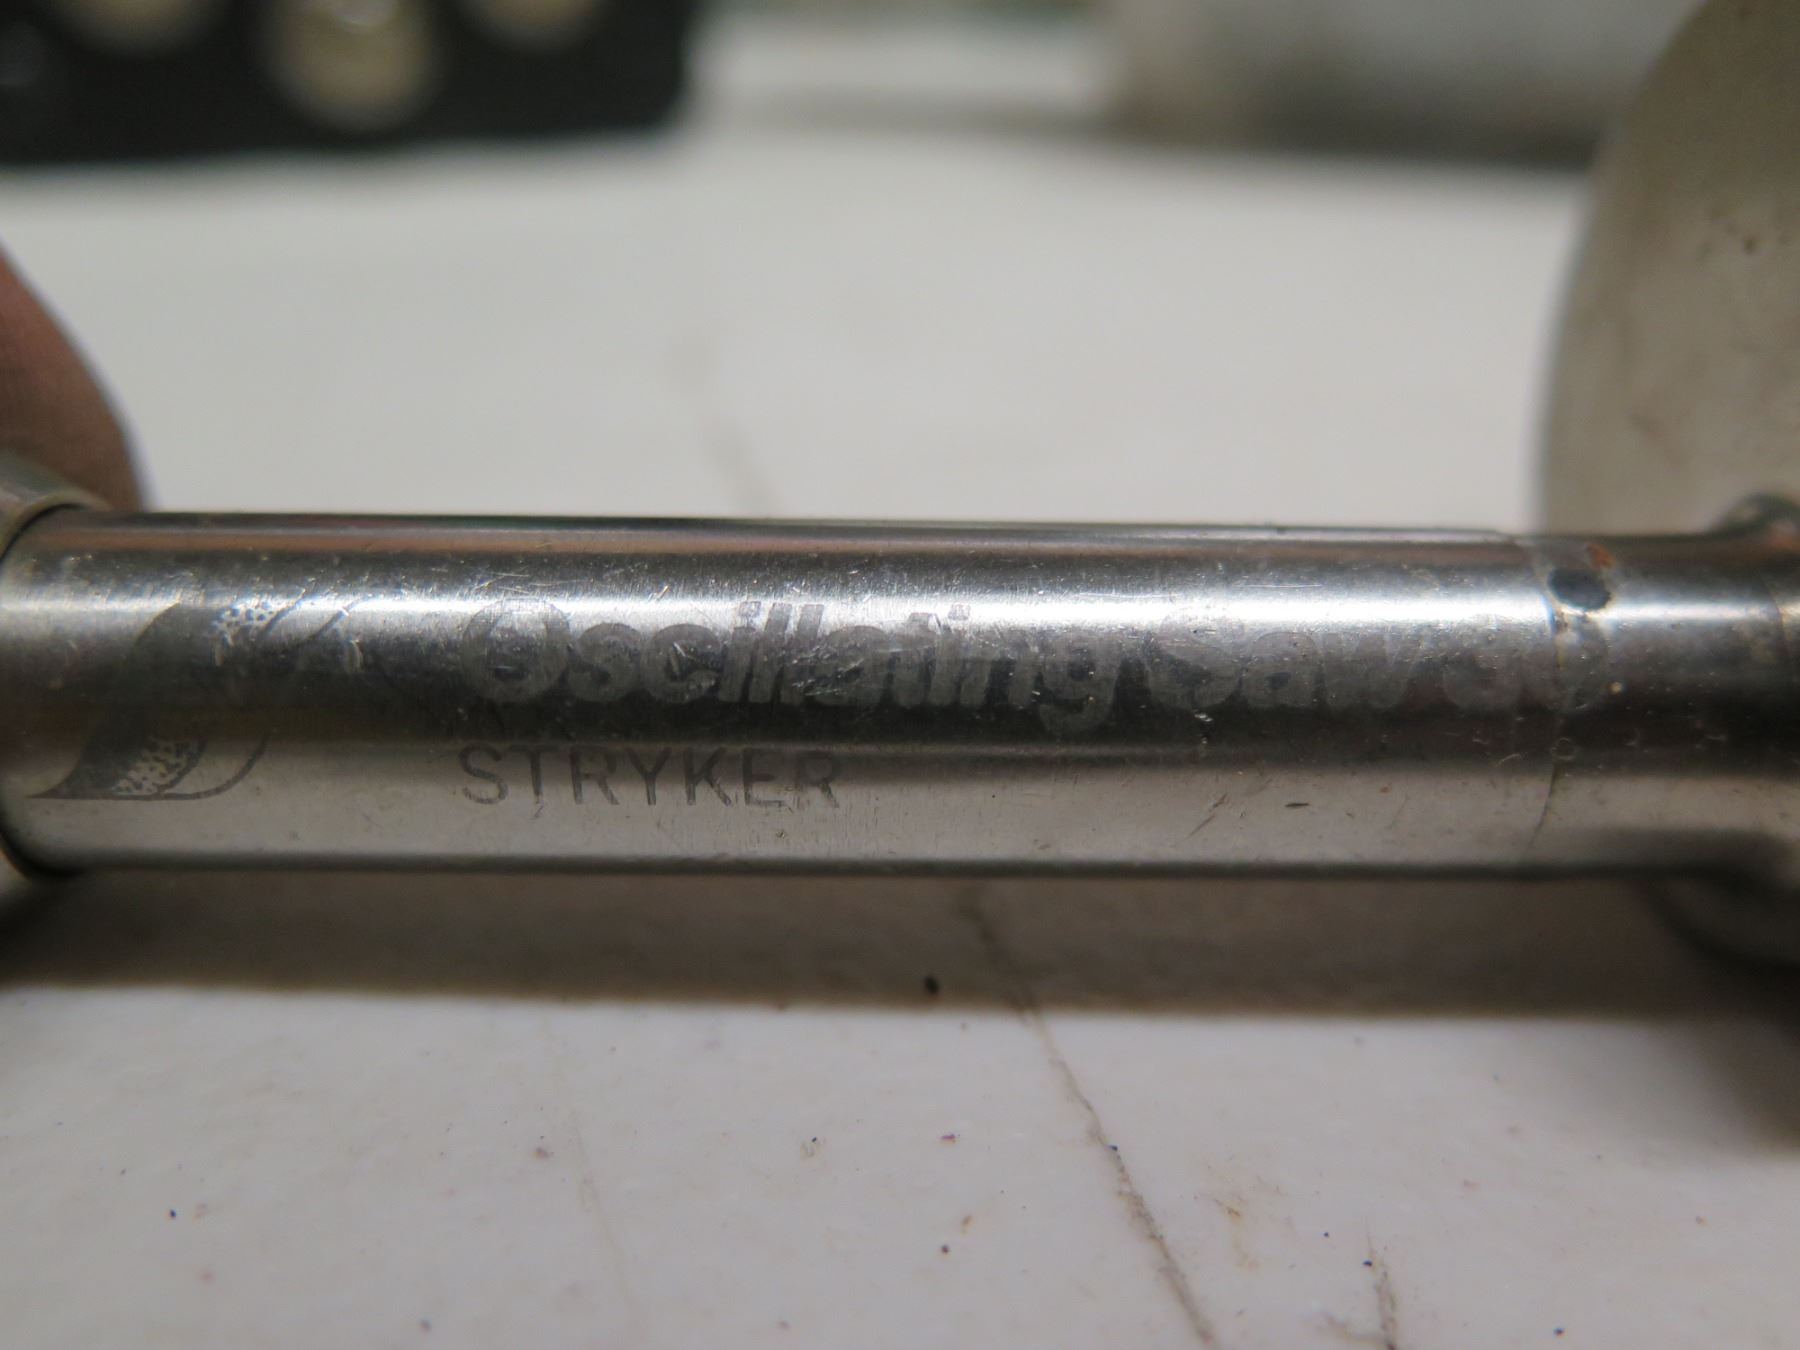 Oscillating Saw
STRYKER